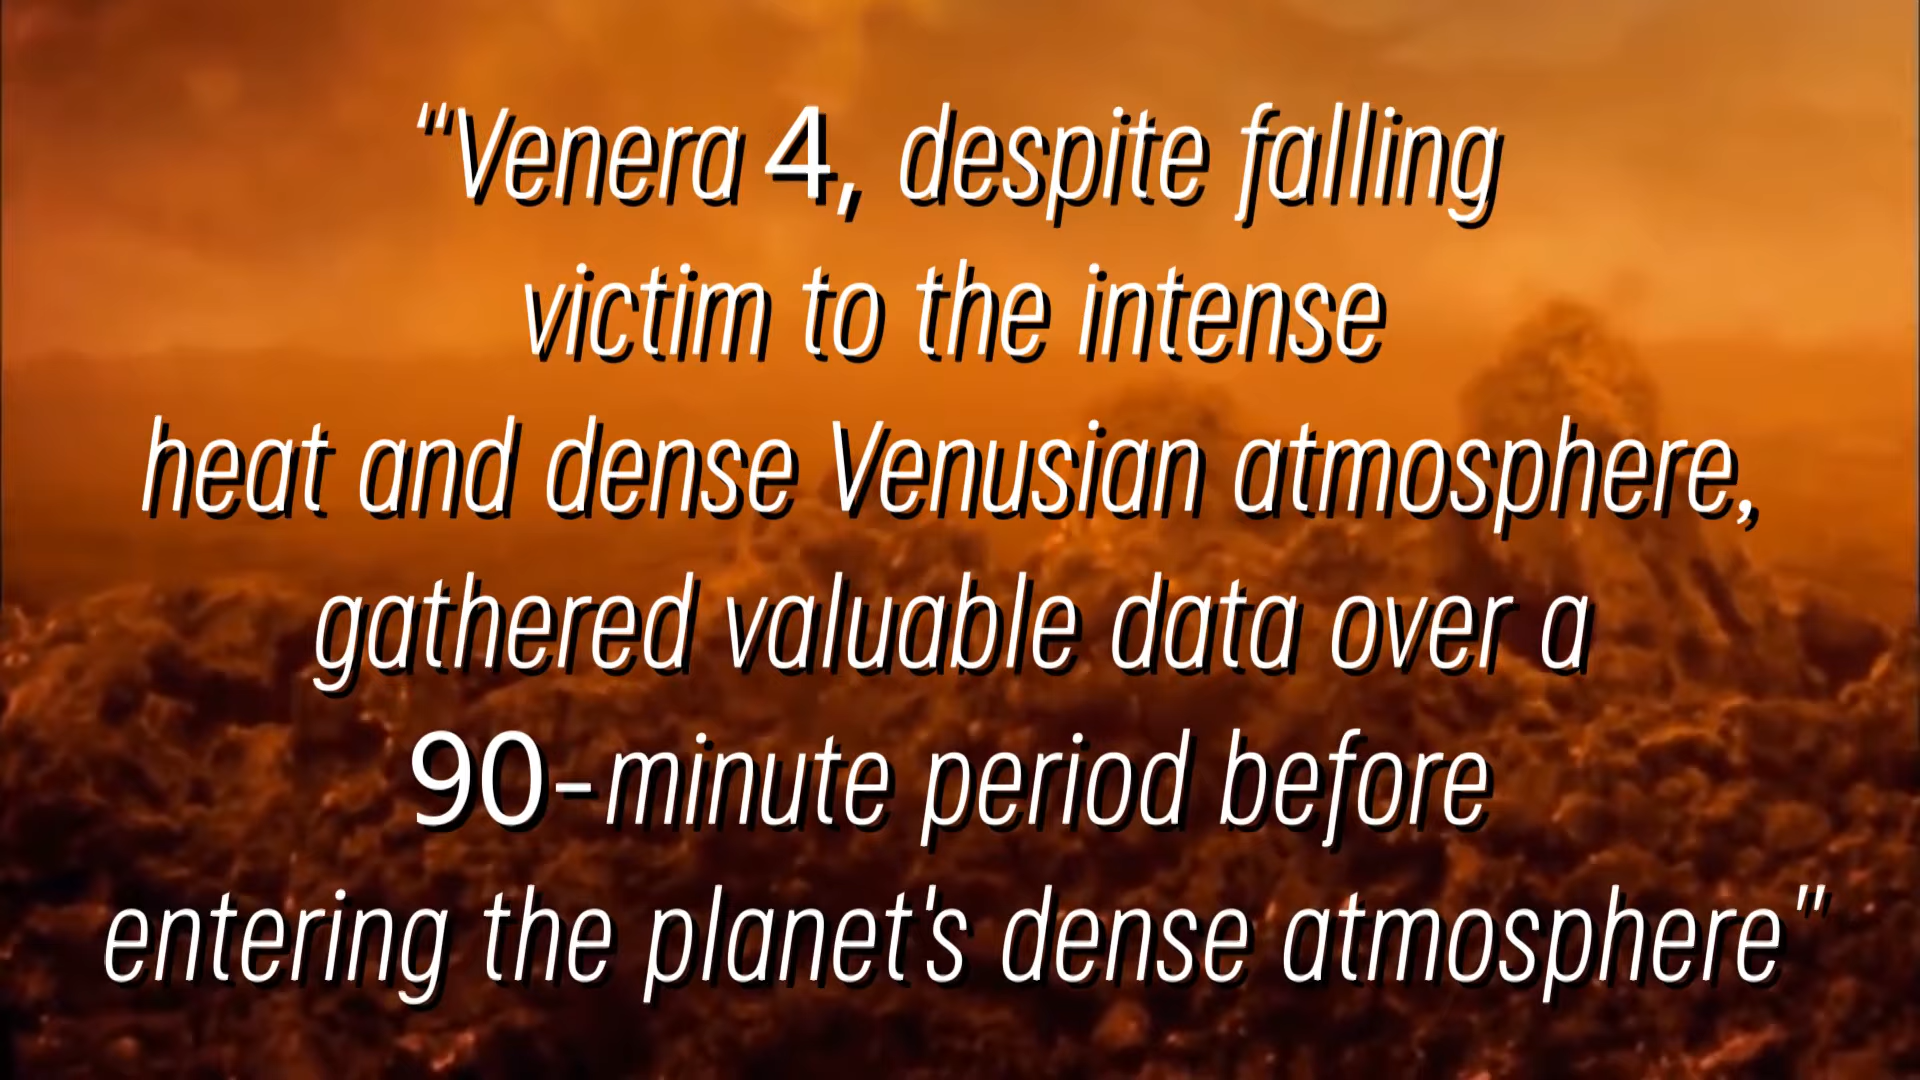 “Venera 4, despite falling
victim to the intense
heat and dense Venusian atmosphere,
gathered valuable data over a
90-minute period before
entering the planet's dense atmosphere”